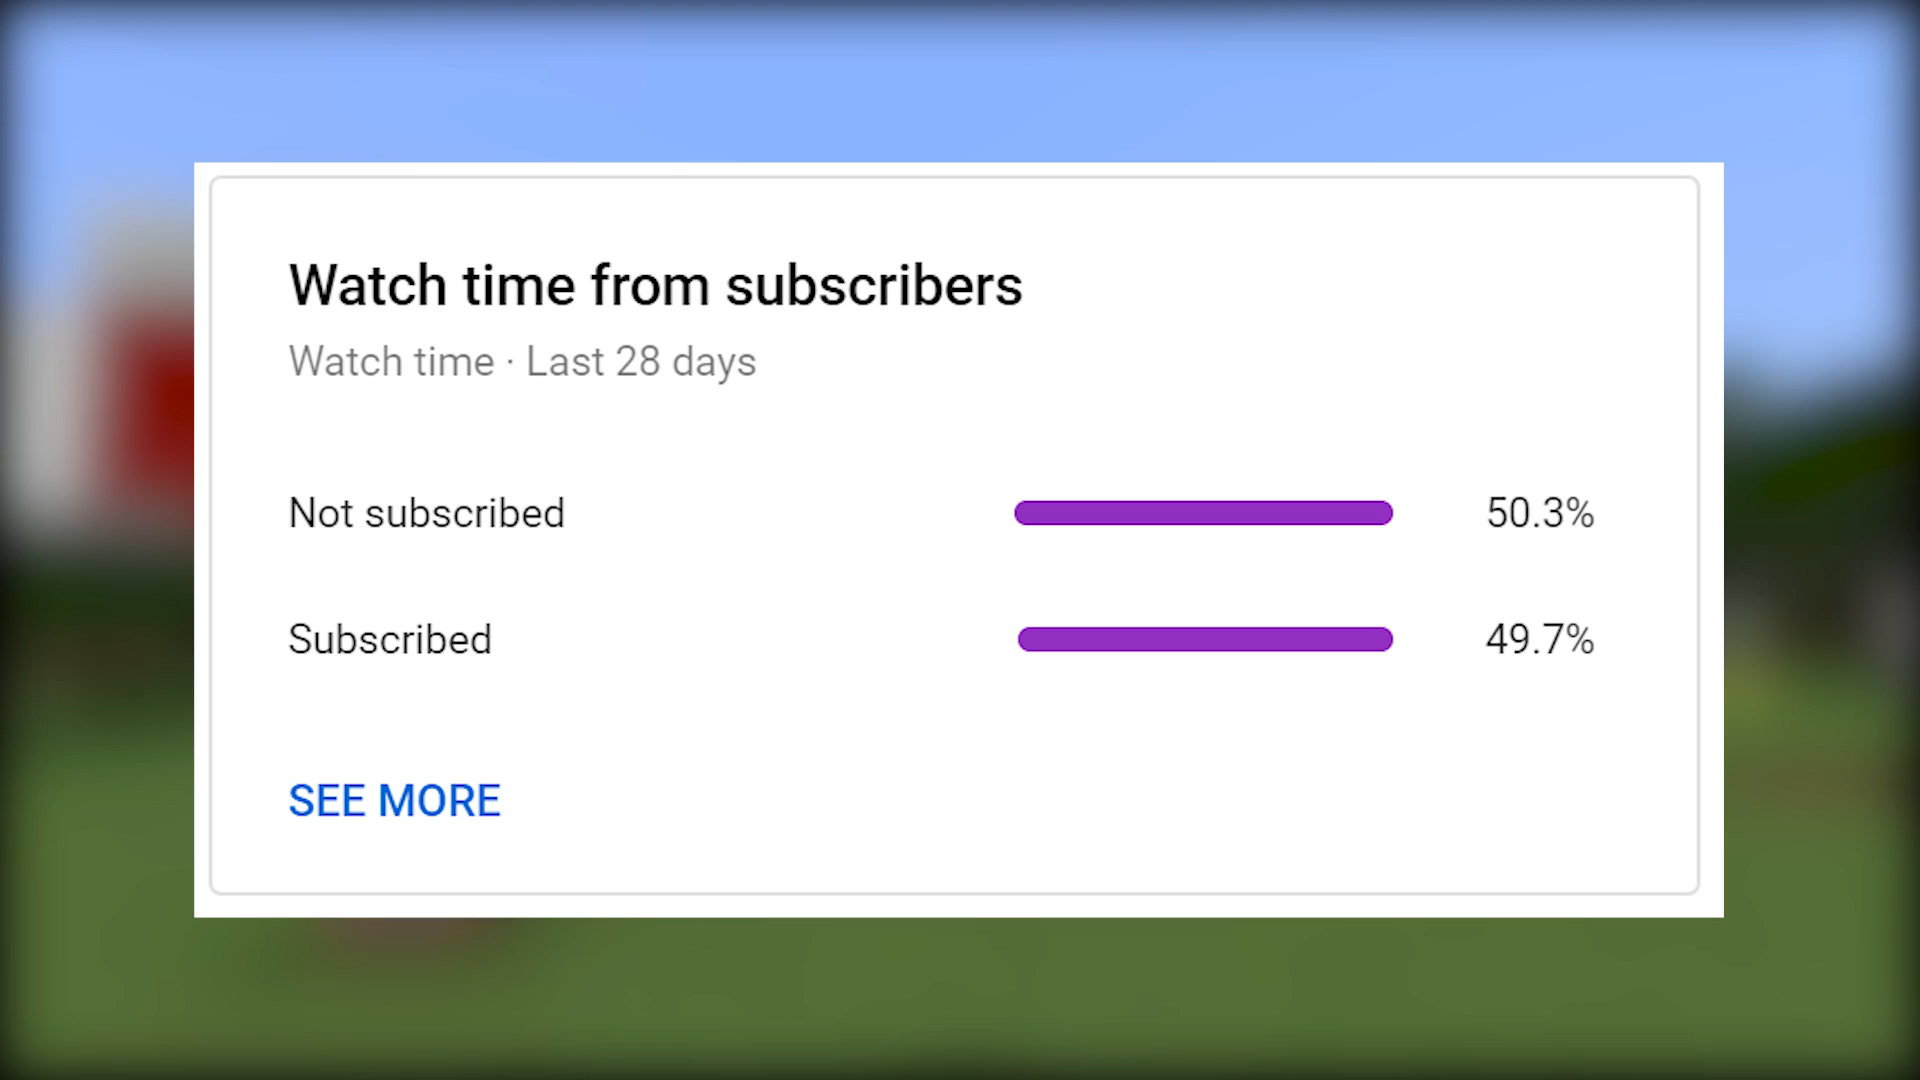 Watch time from subscribers
Watch time · Last 28 days
Not subscribed 50.3%
Subscribed 49.7%
SEE MORE